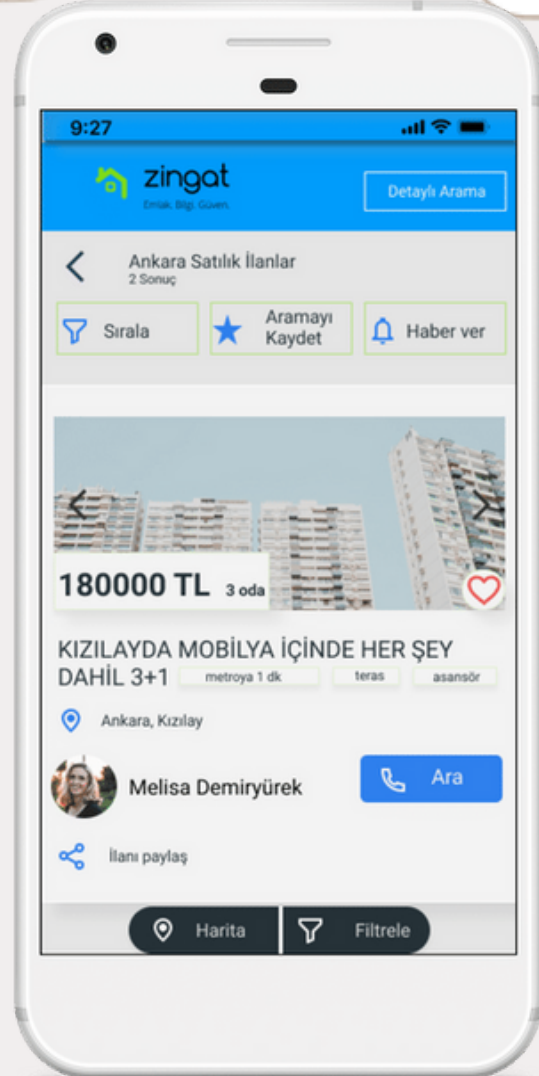 9:27
zingat
Emlak. Bilgi. Güven.
Detaylı Arama
Ankara Satılık İlanlar
2 Sonuç
Sırala
Aramayı
Kaydet
Haber ver
180000 TL 3 oda
KIZILAYDA MOBİLYA İÇİNDE HER ŞEY
DAHİL 3+1 metroya 1 dk teras asansör
Ankara, Kızılay
Melisa Demiryürek
Ara
İlanı paylaş
Harita
Filtrele